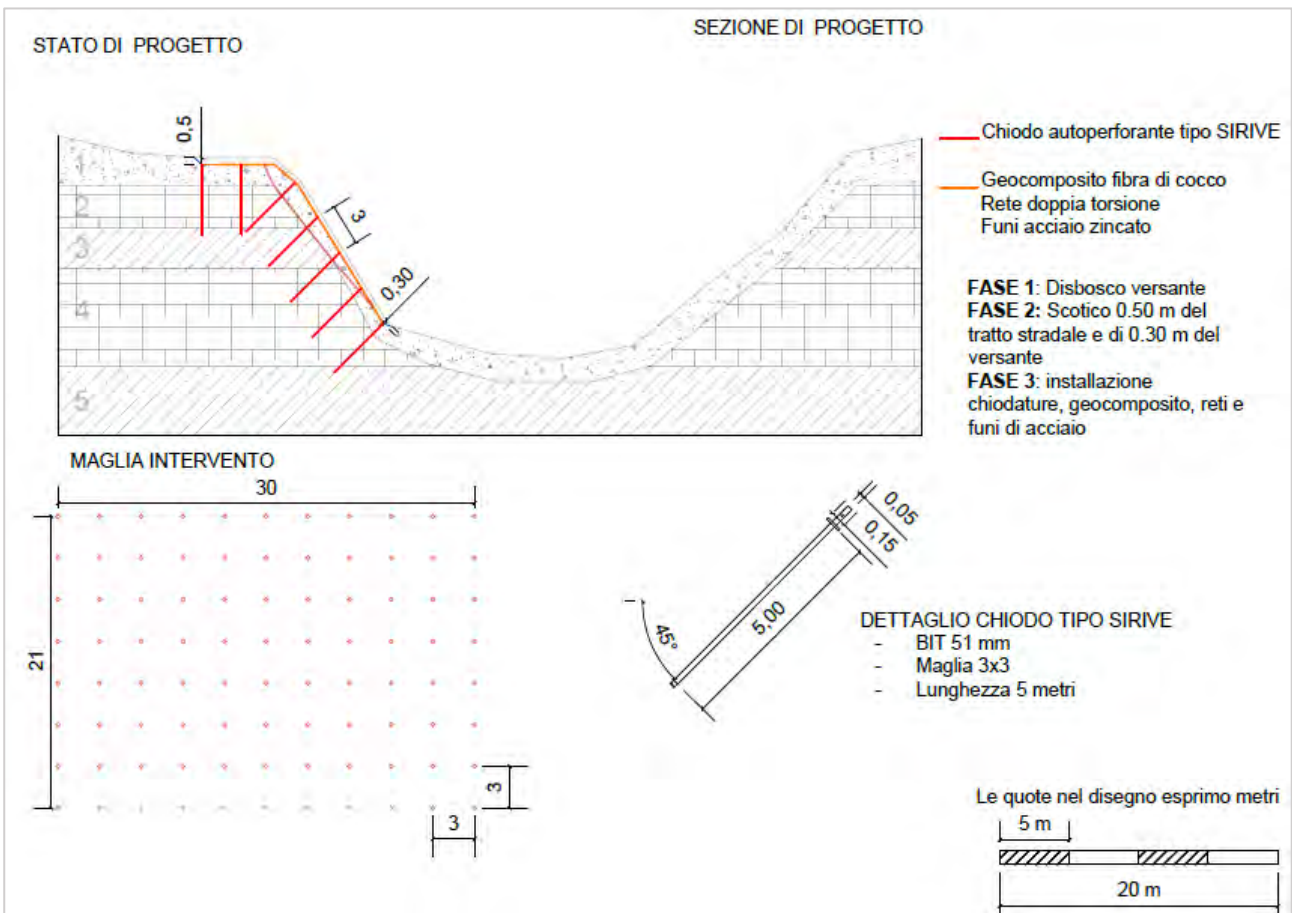 STATO DI PROGETTO
SEZIONE DI PROGETTO
0,5
1
2
3
4
5
3
0,30
Chiodo autoperforante tipo SIRIVE
Geocomposito fibra di cocco
Rete doppia torsione
Funi acciaio zincato
FASE 1: Disbosco versante
FASE 2: Scotico 0.50 m del
tratto stradale e di 0.30 m del
versante
FASE 3: installazione
chiodature, geocomposito, reti e
funi di acciaio
MAGLIA INTERVENTO
30
21
3
3
0,05
0,15
5,00
45°
DETTAGLIO CHIODO TIPO SIRIVE
- BIT 51 mm
- Maglia 3x3
- Lunghezza 5 metri
Le quote nel disegno esprimo metri
5 m
20 m